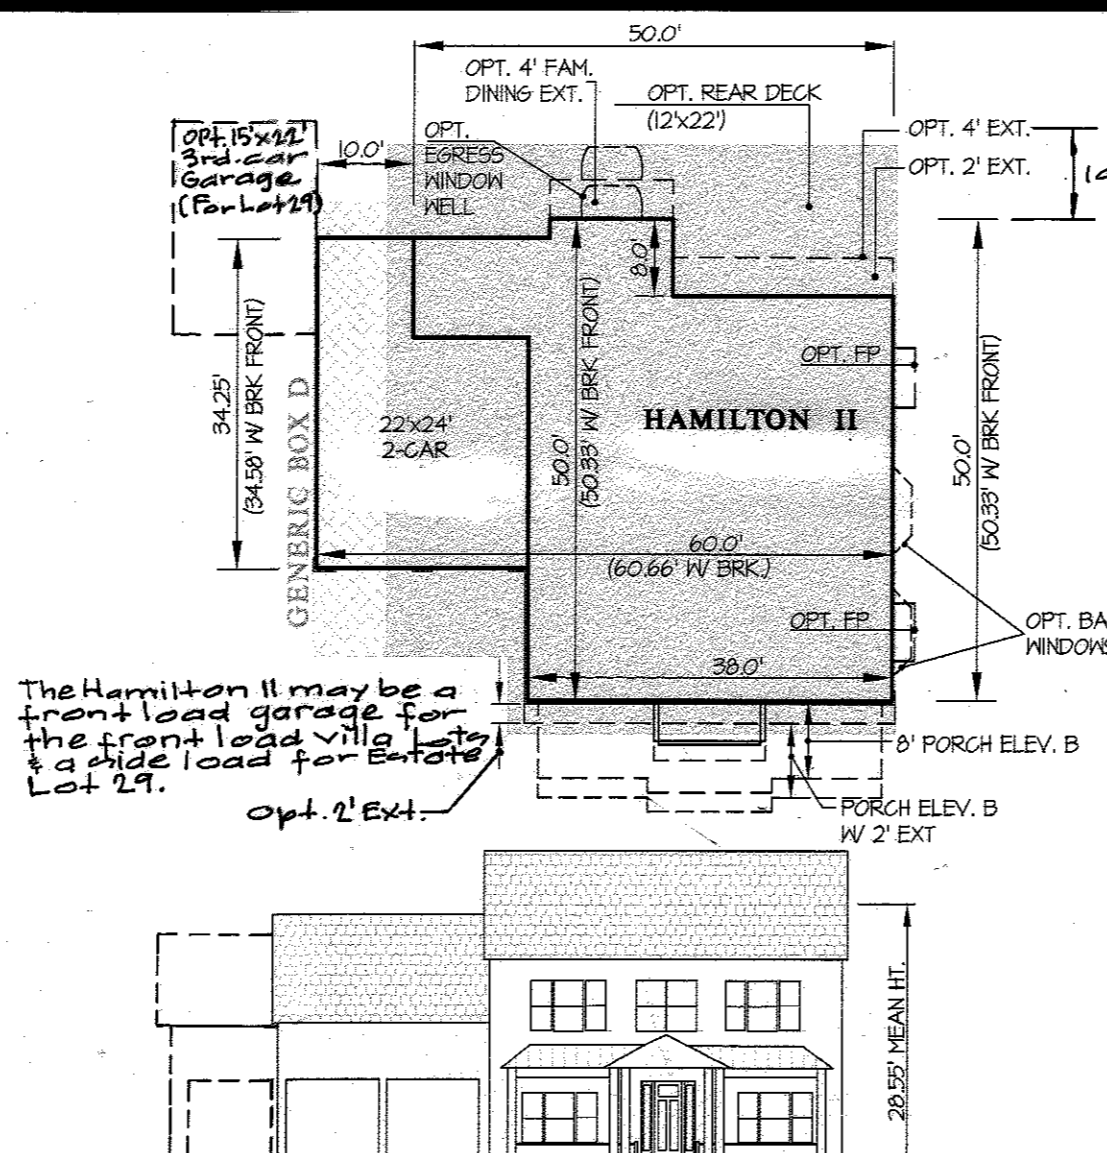 50.0'
OPT. 4' FAM.
DINING EXT.
OPT. REAR DECK
(12'x22')
OPT. 4' EXT.
OPT. 2' EXT.
OPt. 15'x22'
3rd. car
Garage
(For Lot 29)
10.0'
OPT.
EGRESS
WINDOW
WELL
8.0'
34.25'
(34.58' W/ BRK FRONT)
GENERIC BOX D
22'x24'
2-CAR
50.0'
(50.33' W/ BRK FRONT)
OPT. FP
HAMILTON II
50.0'
(50.33' W/ BRK FRONT)
60.0'
(60.66' W/ BRK.)
OPT. FP
OPT. BA
WINDOWS
38.0'
The Hamilton II may be a
front load garage for
the front load villa Lots
& a side load for Estate
Lot 29.
Opt. 2' Ext.
8' PORCH ELEV. B
PORCH ELEV. B
W/ 2' EXT
28.55' MEAN HT.